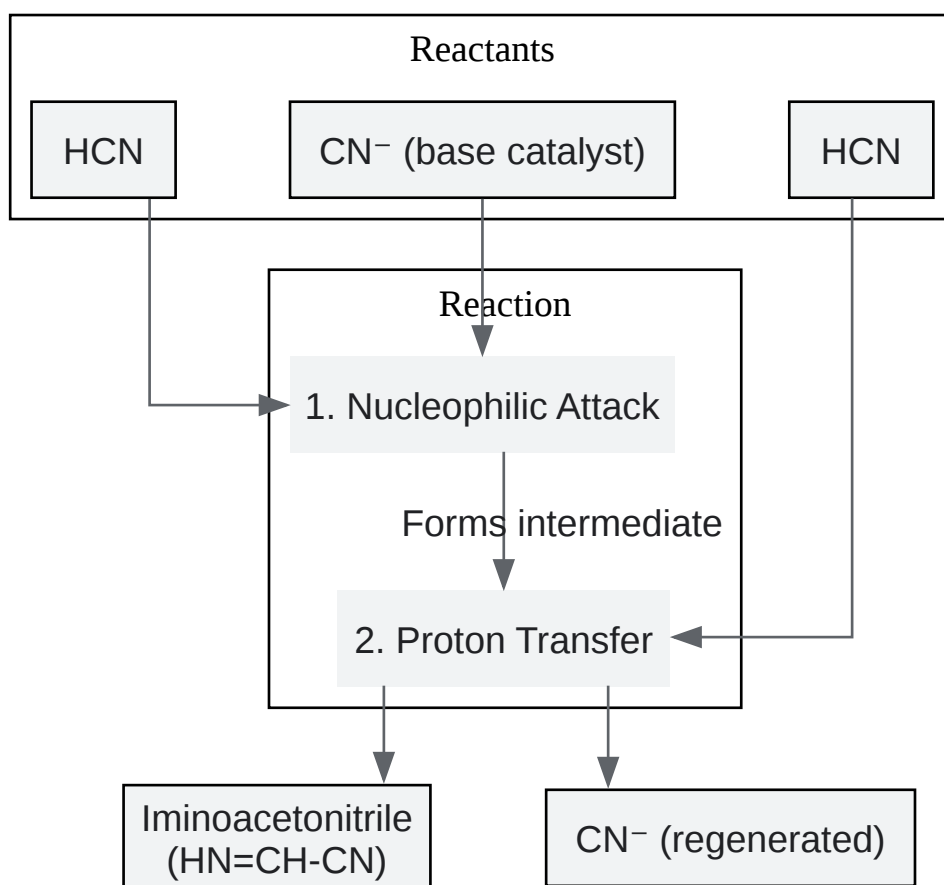 Reactants
HCN
CN⁻ (base catalyst)
HCN
Reaction
1. Nucleophilic Attack
Forms intermediate
2. Proton Transfer
Iminoacetonitrile
(HN=CH-CN)
CN⁻ (regenerated)